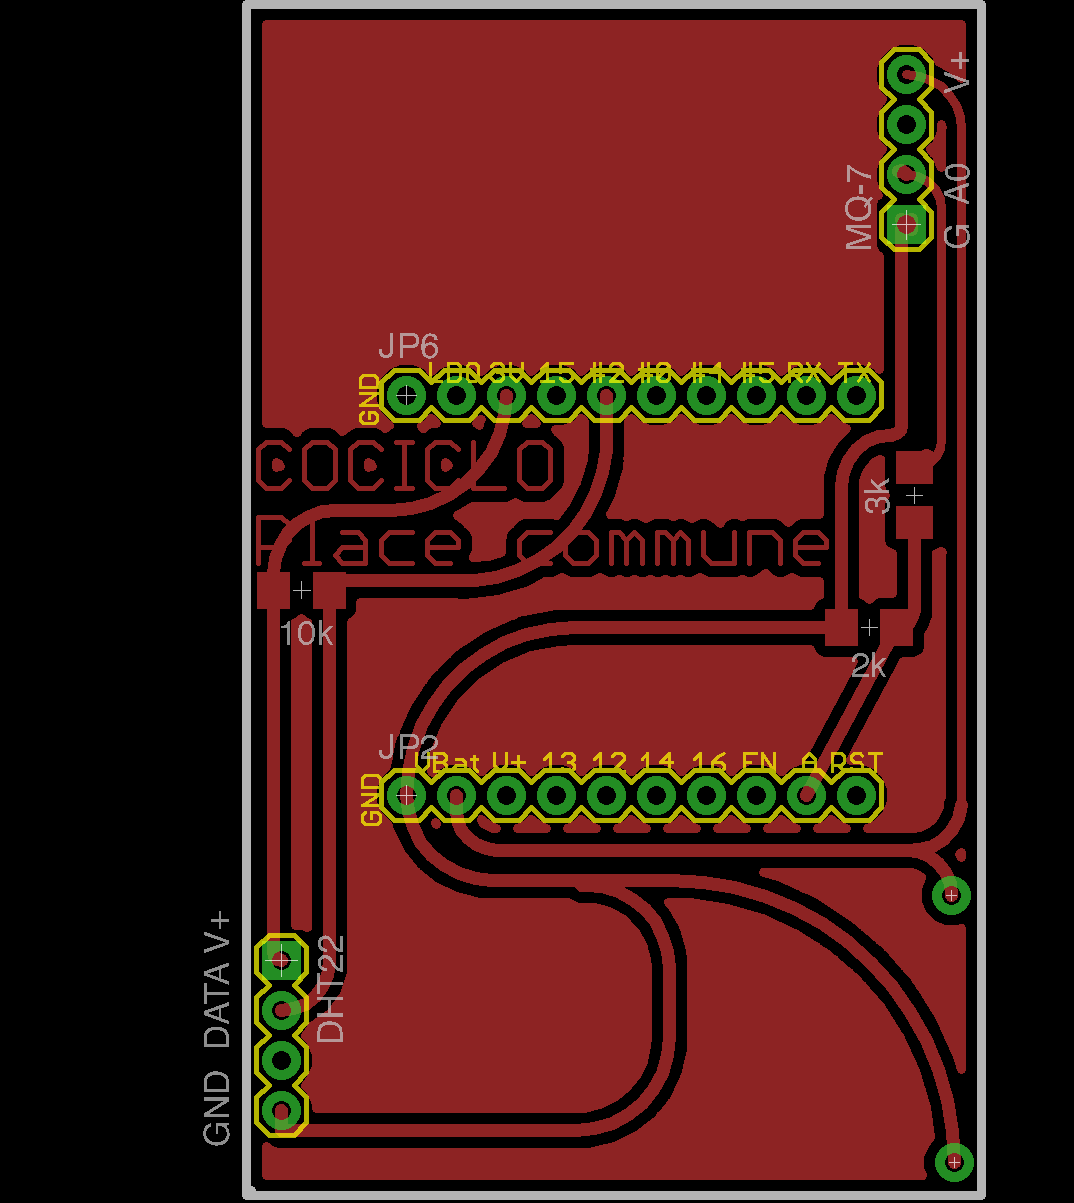 V+
A0
G
MQ-7
JP6
GND LDO 3V 15 #2 #0 #4 #5 RX TX
COCICLO
3k
Place commune
10k
2k
JP2
GND VBat V+ 13 12 14 16 EN A RST
GND DATA V+
DHT22